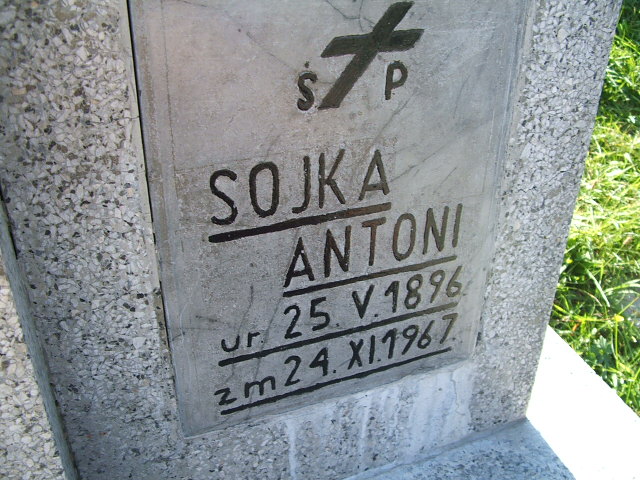 Ś P
SOJKA
ANTONI
ur. 25. V. 1896.
zm 24. XI. 1967.